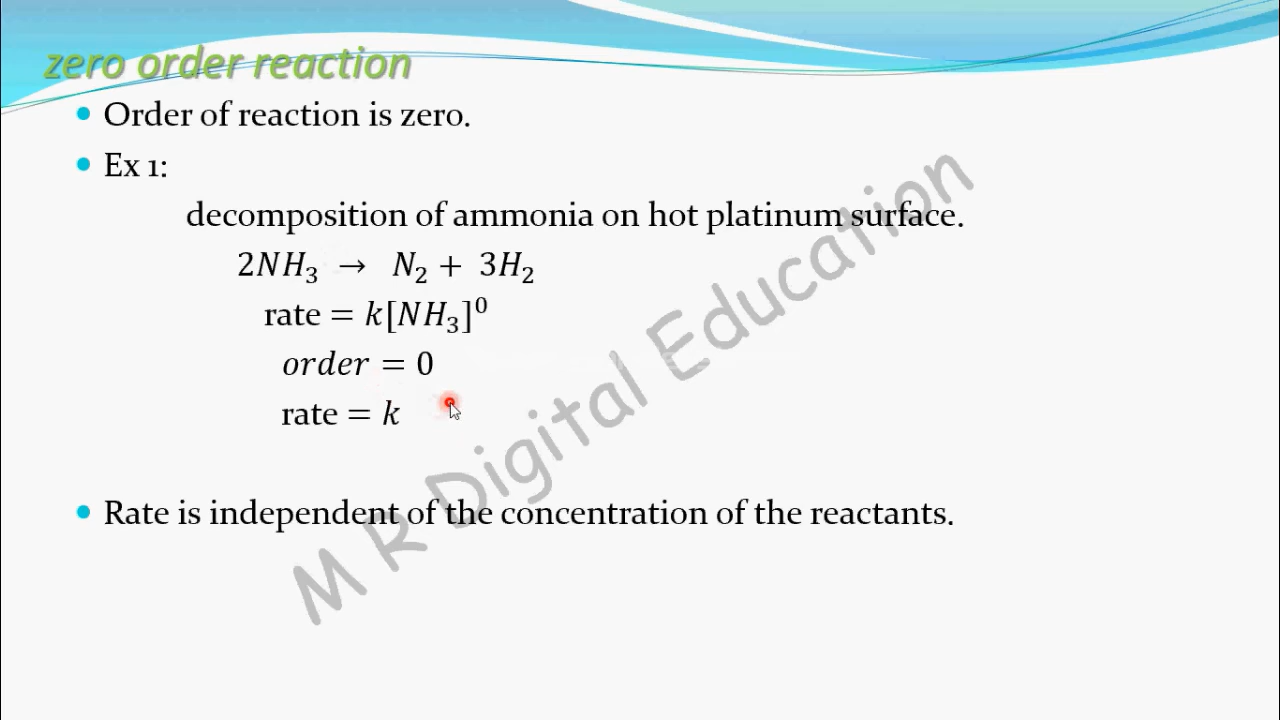 zero order reaction
• Order of reaction is zero.
• Ex 1:
decomposition of ammonia on hot platinum surface.
2NH₃ → N₂ + 3H₂
rate = k[NH₃]⁰
order = 0
rate = k
• Rate is independent of the concentration of the reactants.
M R Digital Education